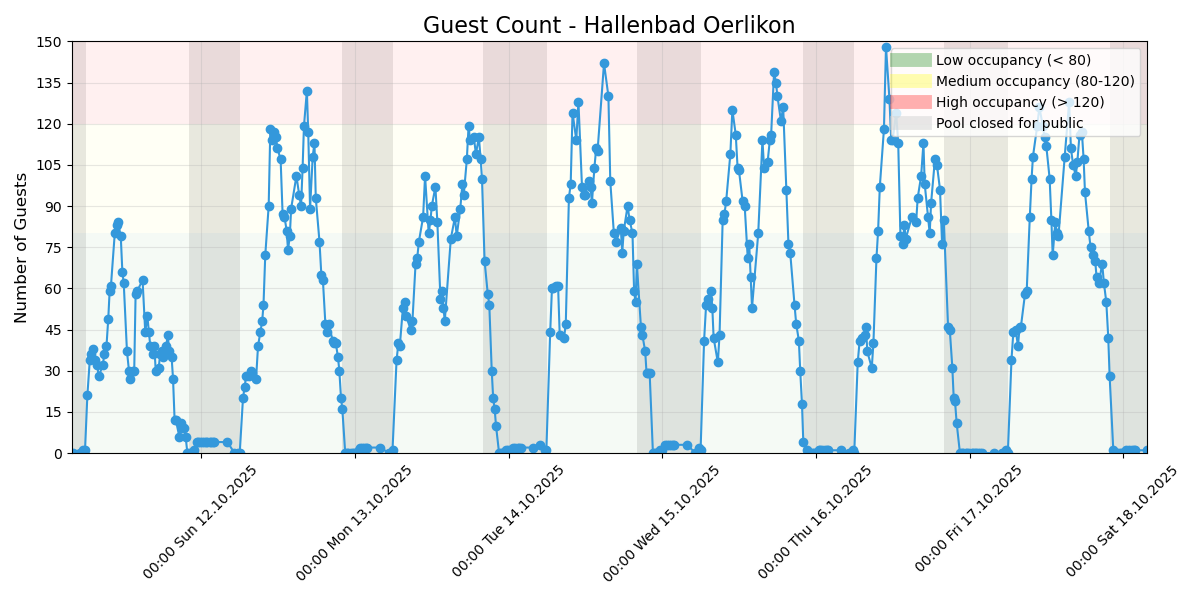 Guest Count - Hallenbad Oerlikon
Number of Guests
150
135
120
105
90
75
60
45
30
15
0
Low occupancy (< 80)
Medium occupancy (80-120)
High occupancy (> 120)
Pool closed for public
00:00 Sun 12.10.2025
00:00 Mon 13.10.2025
00:00 Tue 14.10.2025
00:00 Wed 15.10.2025
00:00 Thu 16.10.2025
00:00 Fri 17.10.2025
00:00 Sat 18.10.2025